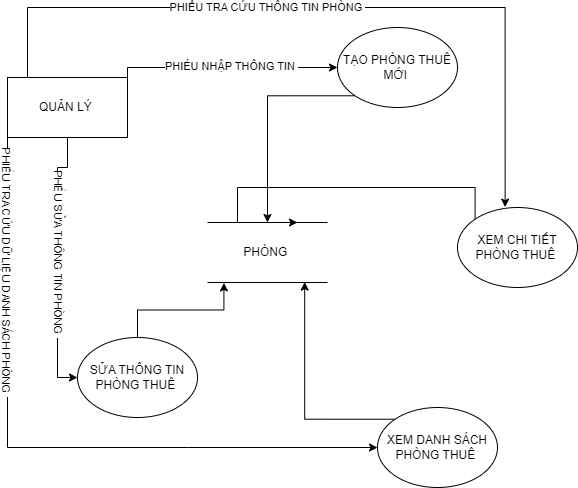 PHIẾU TRA CỨU THÔNG TIN PHÒNG
PHIẾU NHẬP THÔNG TIN
TẠO PHÒNG THUÊ
MỚI
QUẢN LÝ
PHIẾU TRA CỨU DỮ LIỆU DANH SÁCH PHÒNG
PHIẾU SỬA THÔNG TIN PHÒNG
PHÒNG
XEM CHI TIẾT
PHÒNG THUÊ
SỬA THÔNG TIN
PHÒNG THUÊ
XEM DANH SÁCH
PHÒNG THUÊ